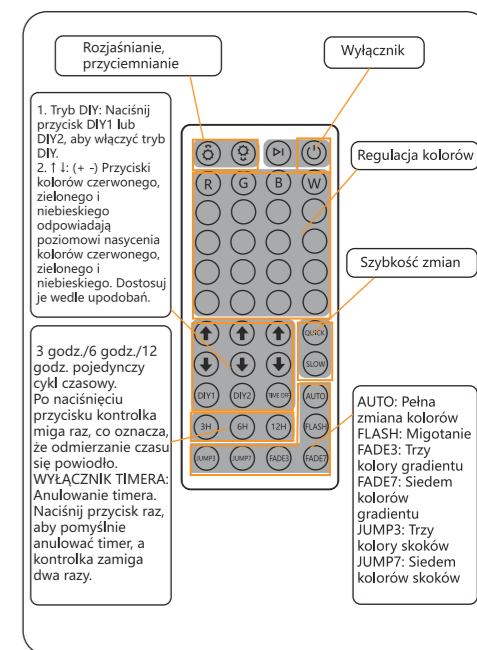 Rozjaśnianie,
przyciemnianie
Wyłącznik
1. Tryb DIY: Naciśnij
przycisk DIY1 lub
DIY2, aby włączyć tryb
DIY.
2. ↑ ↓: (+ -) Przyciski
kolorów czerwonego,
zielonego i
niebieskiego
odpowiadają
poziomowi nasycenia
kolorów czerwonego,
zielonego i
niebieskiego. Dostosuj
je wedle upodobań.
Regulacja kolorów
Szybkość zmian
R G B W
QUICK
SLOW
DIY1 DIY2 TIME OFF AUTO
3H 6H 12H FLASH
JUMP3 JUMP7 FADE3 FADE7
3 godz./6 godz./12
godz. pojedynczy
cykl czasowy.
Po naciśnięciu
przycisku kontrolka
miga raz, co oznacza,
że odmierzanie czasu
się powiodło.
WYŁĄCZNIK TIMERA:
Anulowanie timera.
Naciśnij przycisk raz,
aby pomyślnie
anulować timer, a
kontrolka zamiga
dwa razy.
AUTO: Pełna
zmiana kolorów
FLASH: Migotanie
FADE3: Trzy
kolory gradientu
FADE7: Siedem
kolorów
gradientu
JUMP3: Trzy
kolory skoków
JUMP7: Siedem
kolorów skoków